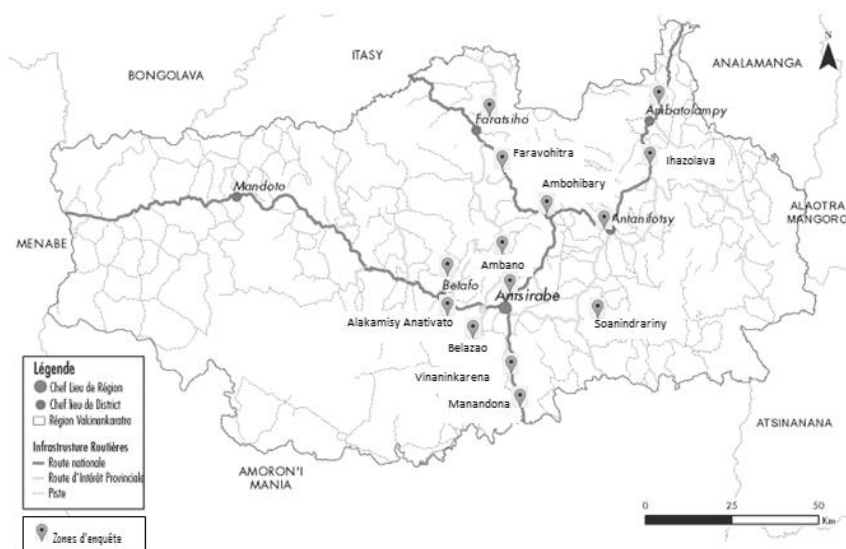 ITASY
ANALAMANGA
N
BONGOLAVA
Ambatolampy
Faratsiho
Faravohitra
Ihazolava
Mandoto
Ambohibary
Antanifotsy
ALAOTRA
MANGORO
MENABE
Ambano
Betafo
Antsirabe
Alakamisy Anativato
Soanindrariny
Belazao
Vinaninkarena
Manandona
ATSINANANA
AMORON'I
MANIA
Légende
Chef Lieu de Région
Chef lieu de District
Région Vakinankaratra
Infrastrusture Routières
Route nationale
Route d'Intérêt Provinciale
Piste
Zones d'enquête
0 25 50
Km